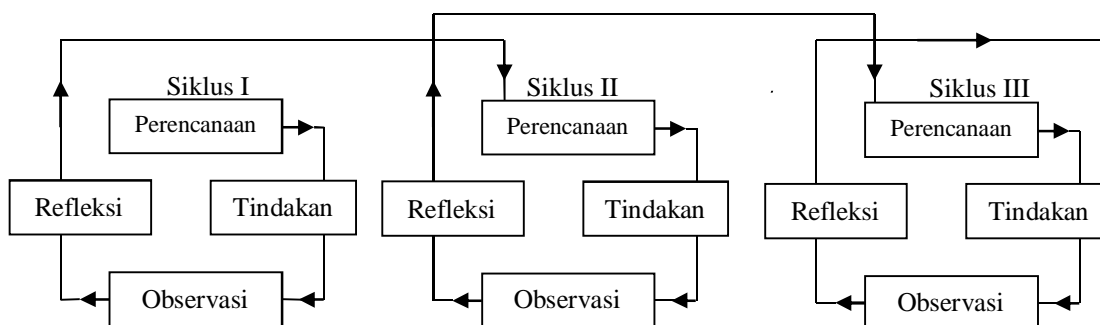 Siklus I
Perencanaan
Refleksi
Tindakan
Observasi
Siklus II
Perencanaan
Refleksi
Tindakan
Observasi
Siklus III
Perencanaan
Refleksi
Tindakan
Observasi